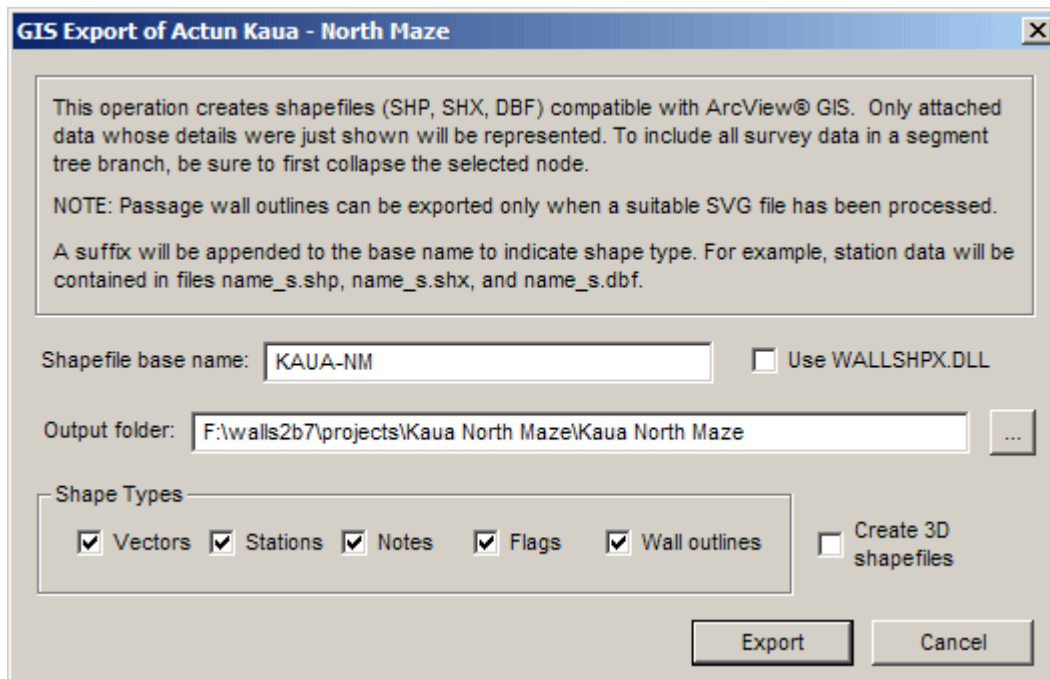 GIS Export of Actun Kaua - North Maze
This operation creates shapefiles (SHP, SHX, DBF) compatible with ArcView® GIS. Only attached
data whose details were just shown will be represented. To include all survey data in a segment
tree branch, be sure to first collapse the selected node.
NOTE: Passage wall outlines can be exported only when a suitable SVG file has been processed.
A suffix will be appended to the base name to indicate shape type. For example, station data will be
contained in files name_s.shp, name_s.shx, and name_s.dbf.
Shapefile base name: KAUA-NM Use WALLSHPX.DLL
Output folder: F:\walls2b7\projects\Kaua North Maze\Kaua North Maze ...
Shape Types
Vectors Stations Notes Flags Wall outlines Create 3D
shapefiles
Export Cancel